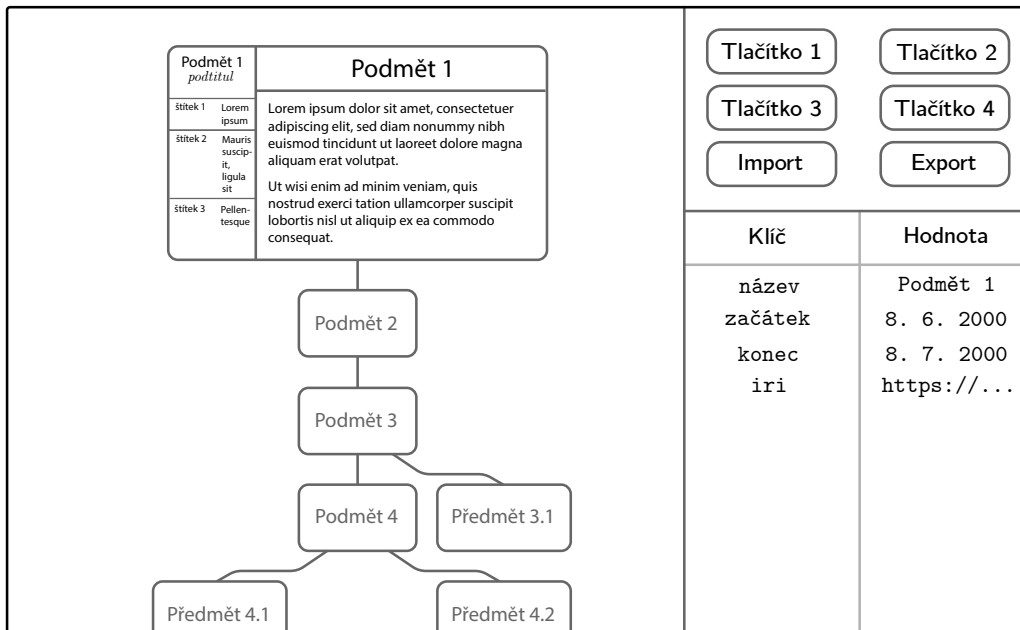 Podmět 1
podtitul
štítek 1
Lorem
ipsum
štítek 2
Mauris
suscip-
it,
ligula
sit
štítek 3
Pellen-
tesque
Podmět 1
Lorem ipsum dolor sit amet, consectetuer
adipiscing elit, sed diam nonummy nibh
euismod tincidunt ut laoreet dolore magna
aliquam erat volutpat.
Ut wisi enim ad minim veniam, quis
nostrud exerci tation ullamcorper suscipit
lobortis nisl ut aliquip ex ea commodo
consequat.
Podmět 2
Podmět 3
Podmět 4
Předmět 3.1
Předmět 4.1
Předmět 4.2
Tlačítko 1
Tlačítko 2
Tlačítko 3
Tlačítko 4
Import
Export
Klíč
Hodnota
název
Podmět 1
začátek
8. 6. 2000
konec
8. 7. 2000
iri
https://...